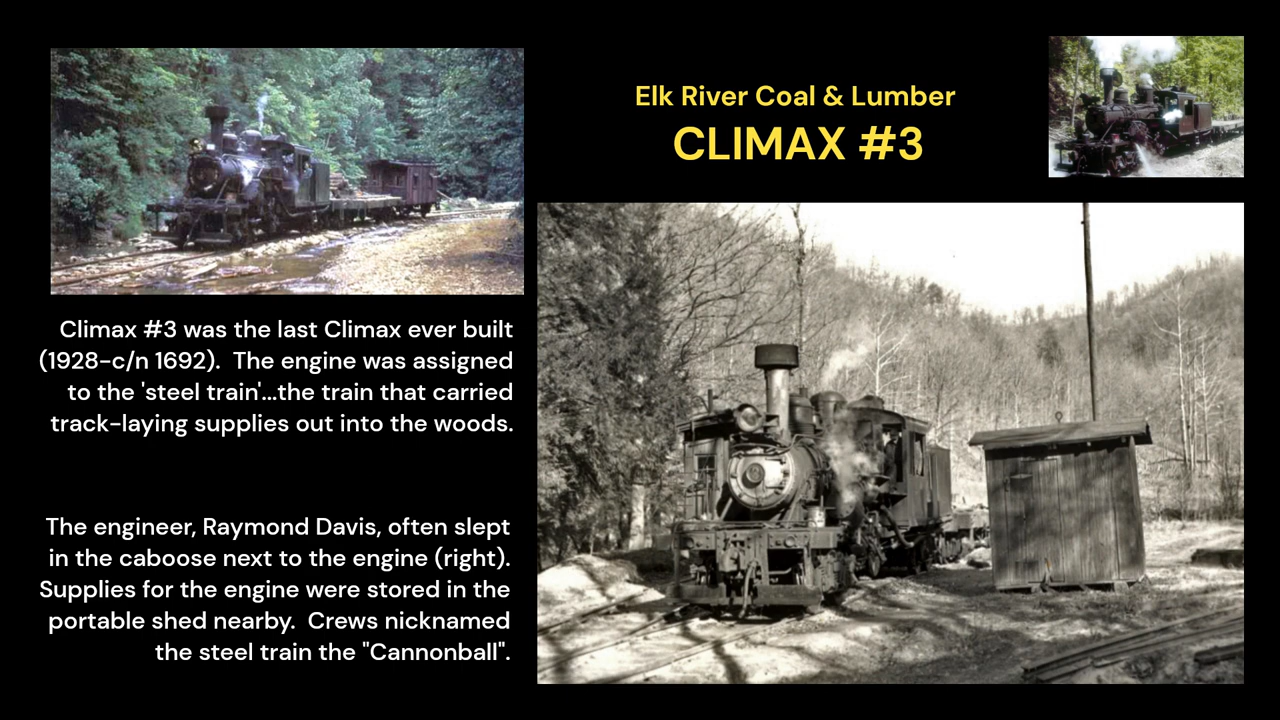 Elk River Coal & Lumber
CLIMAX #3
Climax #3 was the last Climax ever built
(1928-c/n 1692).  The engine was assigned
to the 'steel train'...the train that carried
track-laying supplies out into the woods.
The engineer, Raymond Davis, often slept
in the caboose next to the engine (right).
Supplies for the engine were stored in the
portable shed nearby.  Crews nicknamed
the steel train the "Cannonball".